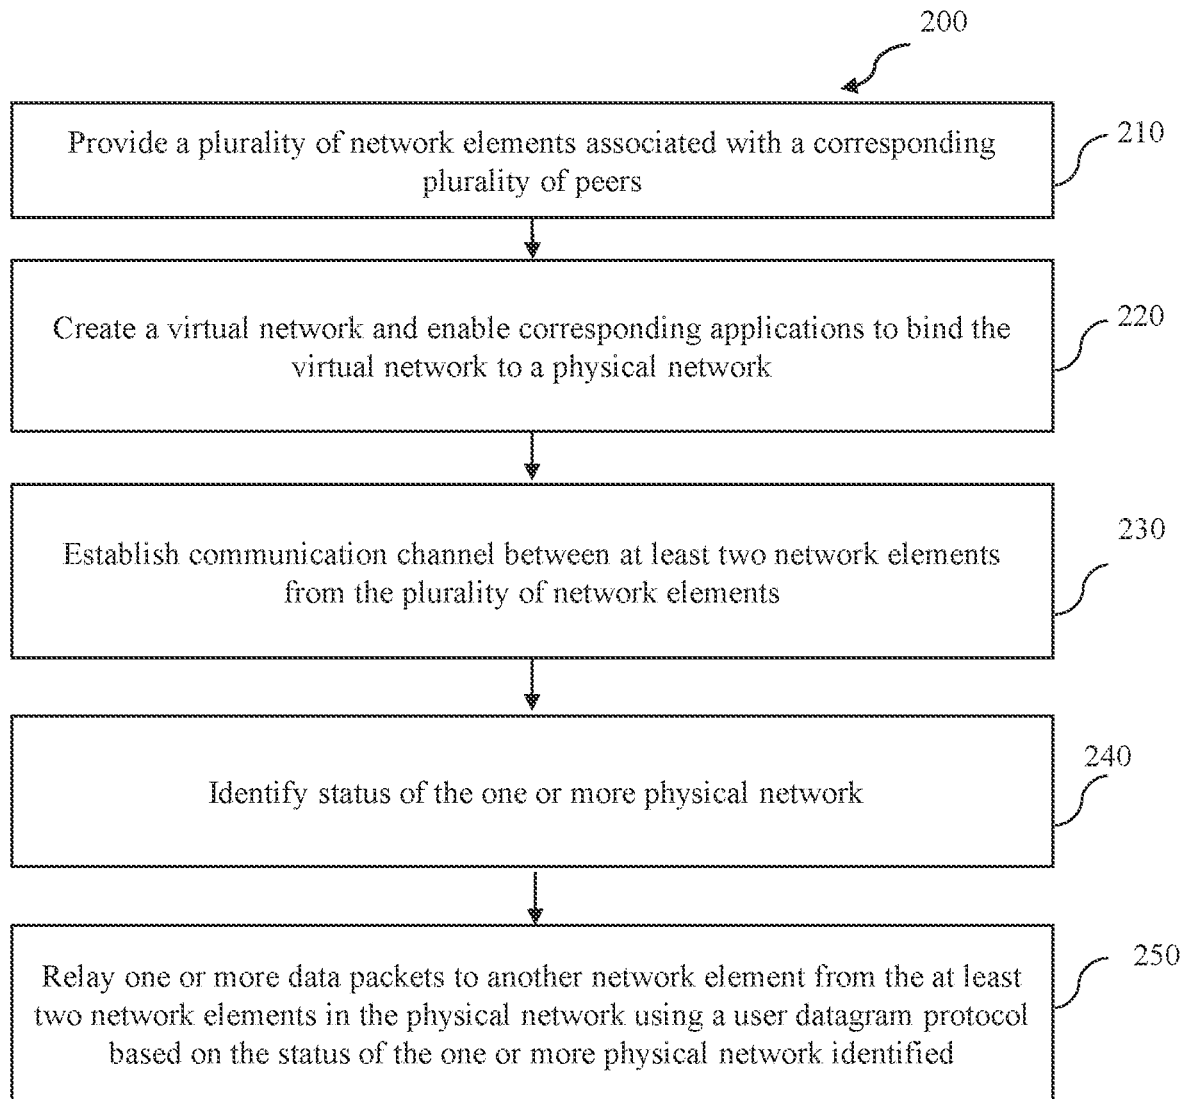 200
Provide a plurality of network elements associated with a corresponding
plurality of peers
210
Create a virtual network and enable corresponding applications to bind the
virtual network to a physical network
220
Establish communication channel between at least two network elements
from the plurality of network elements
230
Identify status of the one or more physical network
240
Relay one or more data packets to another network element from the at least
two network elements in the physical network using a user datagram protocol
based on the status of the one or more physical network identified
250